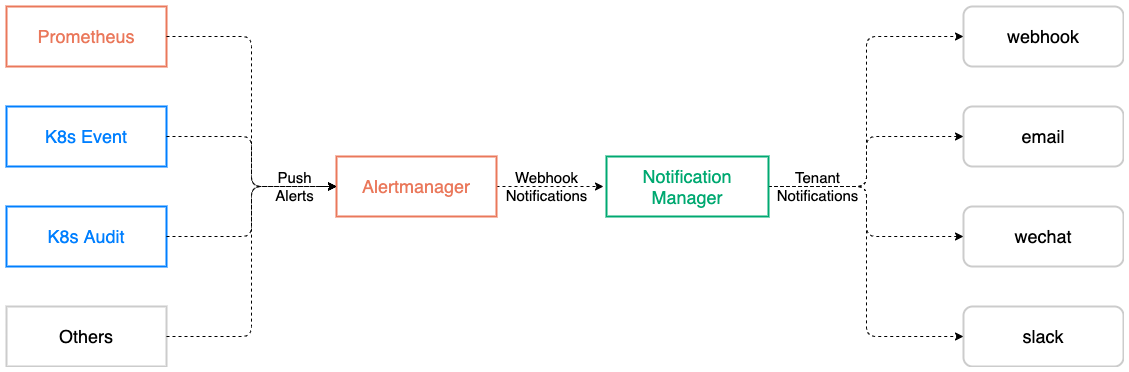 Prometheus
K8s Event
K8s Audit
Others
Push
Alerts
Alertmanager
Webhook
Notifications
Notification
Manager
Tenant
Notifications
webhook
email
wechat
slack